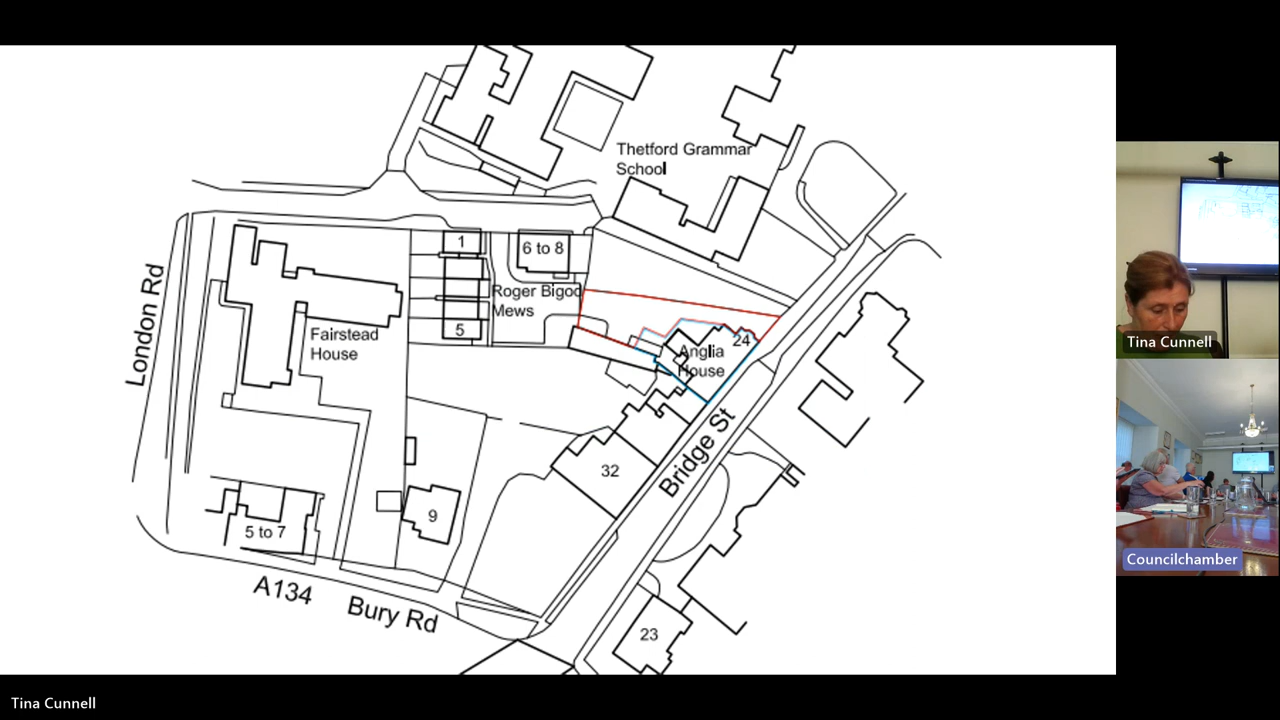 Thetford Grammar
School
1
6 to 8
Roger Bigod
Mews
5
London Rd
Fairstead
House
24
Anglia
House
Bridge St
32
9
5 to 7
A134
Bury Rd
23
Tina Cunnell
Councilchamber
Tina Cunnell